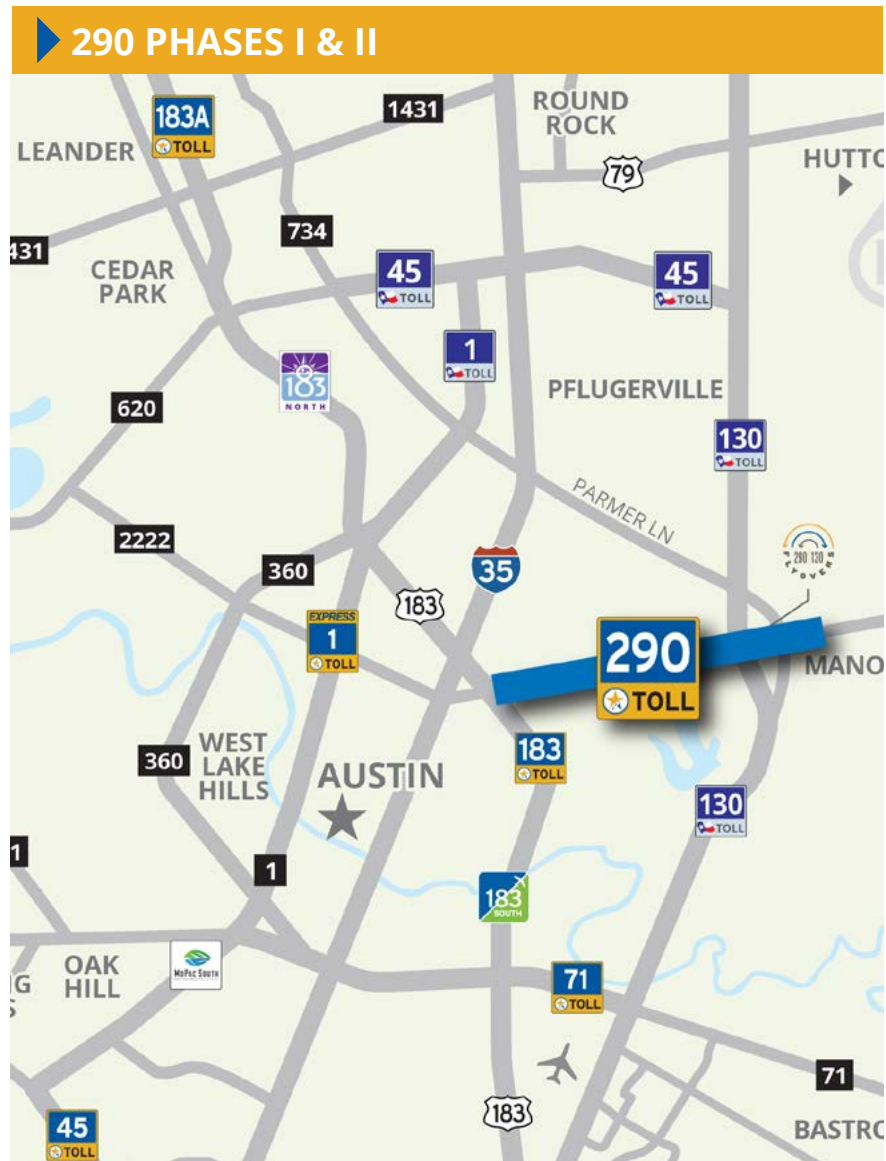 290 PHASES I & II
183A
TOLL
1431
ROUND
ROCK
LEANDER
79
HUTTO
431
734
CEDAR
PARK
45
TOLL
45
TOLL
1
TOLL
183
NORTH
PFLUGERVILLE
620
130
TOLL
PARMER LN
2222
290 130
FLYOVERS
360
35
183
EXPRESS
1
TOLL
290
TOLL
MANO
WEST
LAKE
HILLS
360
183
TOLL
AUSTIN
130
TOLL
1
1
183
SOUTH
OAK
HILL
MoPac South
71
TOLL
G
S
71
183
45
TOLL
BASTRO